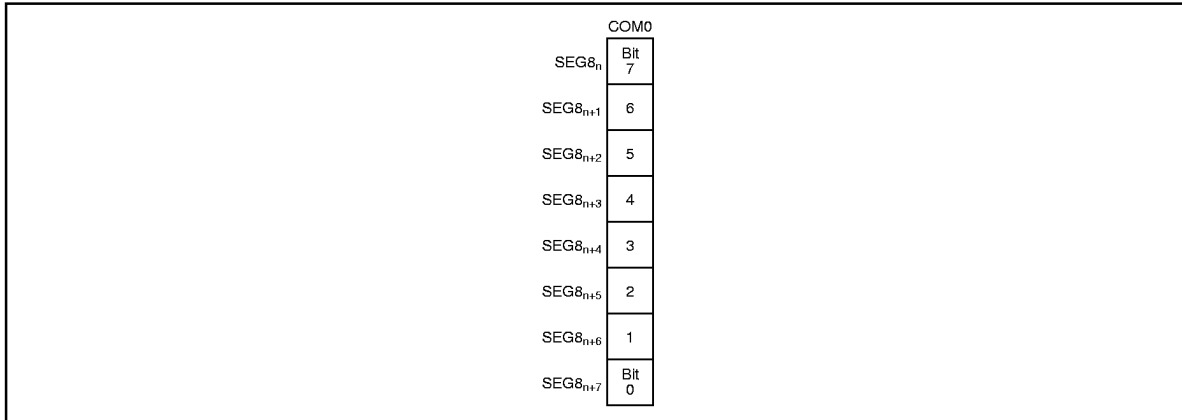 COM0
SEG8n Bit
7
SEG8n+1 6
SEG8n+2 5
SEG8n+3 4
SEG8n+4 3
SEG8n+5 2
SEG8n+6 1
SEG8n+7 Bit
0